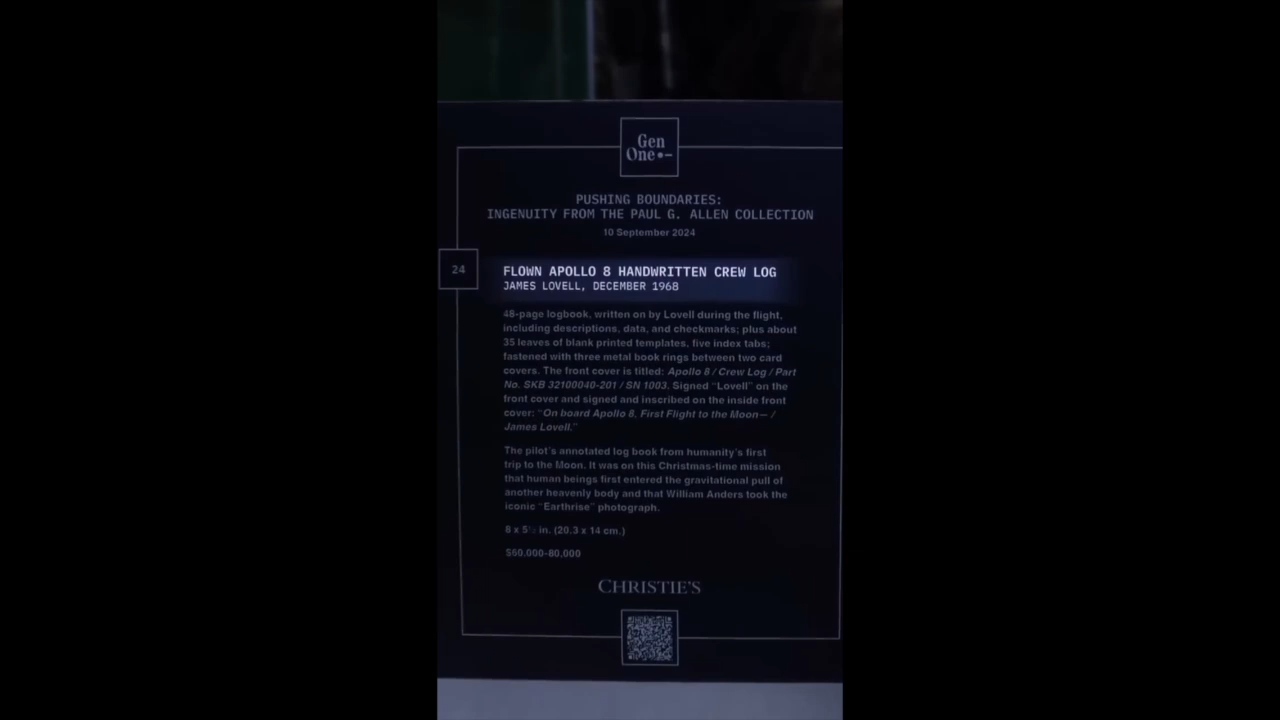 Gen
One
PUSHING BOUNDARIES:
INGENUITY FROM THE PAUL G. ALLEN COLLECTION
10 September 2024
24
FLOWN APOLLO 8 HANDWRITTEN CREW LOG
JAMES LOVELL, DECEMBER 1968
48-page logbook, written on by Lovell during the flight,
including descriptions, data, and checkmarks; plus about
35 leaves of blank printed templates, five index tabs;
fastened with three metal book rings between two card
covers. The front cover is titled: Apollo 8 / Crew Log / Part
No. SKB 32100040-201 / SN 1003. Signed “Lovell” on the
front cover and signed and inscribed on the inside front
cover: “On board Apollo 8. First Flight to the Moon— /
James Lovell.”
The pilot’s annotated log book from humanity’s first
trip to the Moon. It was on this Christmas-time mission
that human beings first entered the gravitational pull of
another heavenly body and that William Anders took the
iconic “Earthrise” photograph.
8 x 5 in. (20.3 x 14 cm.)
$60,000-80,000
CHRISTIE'S